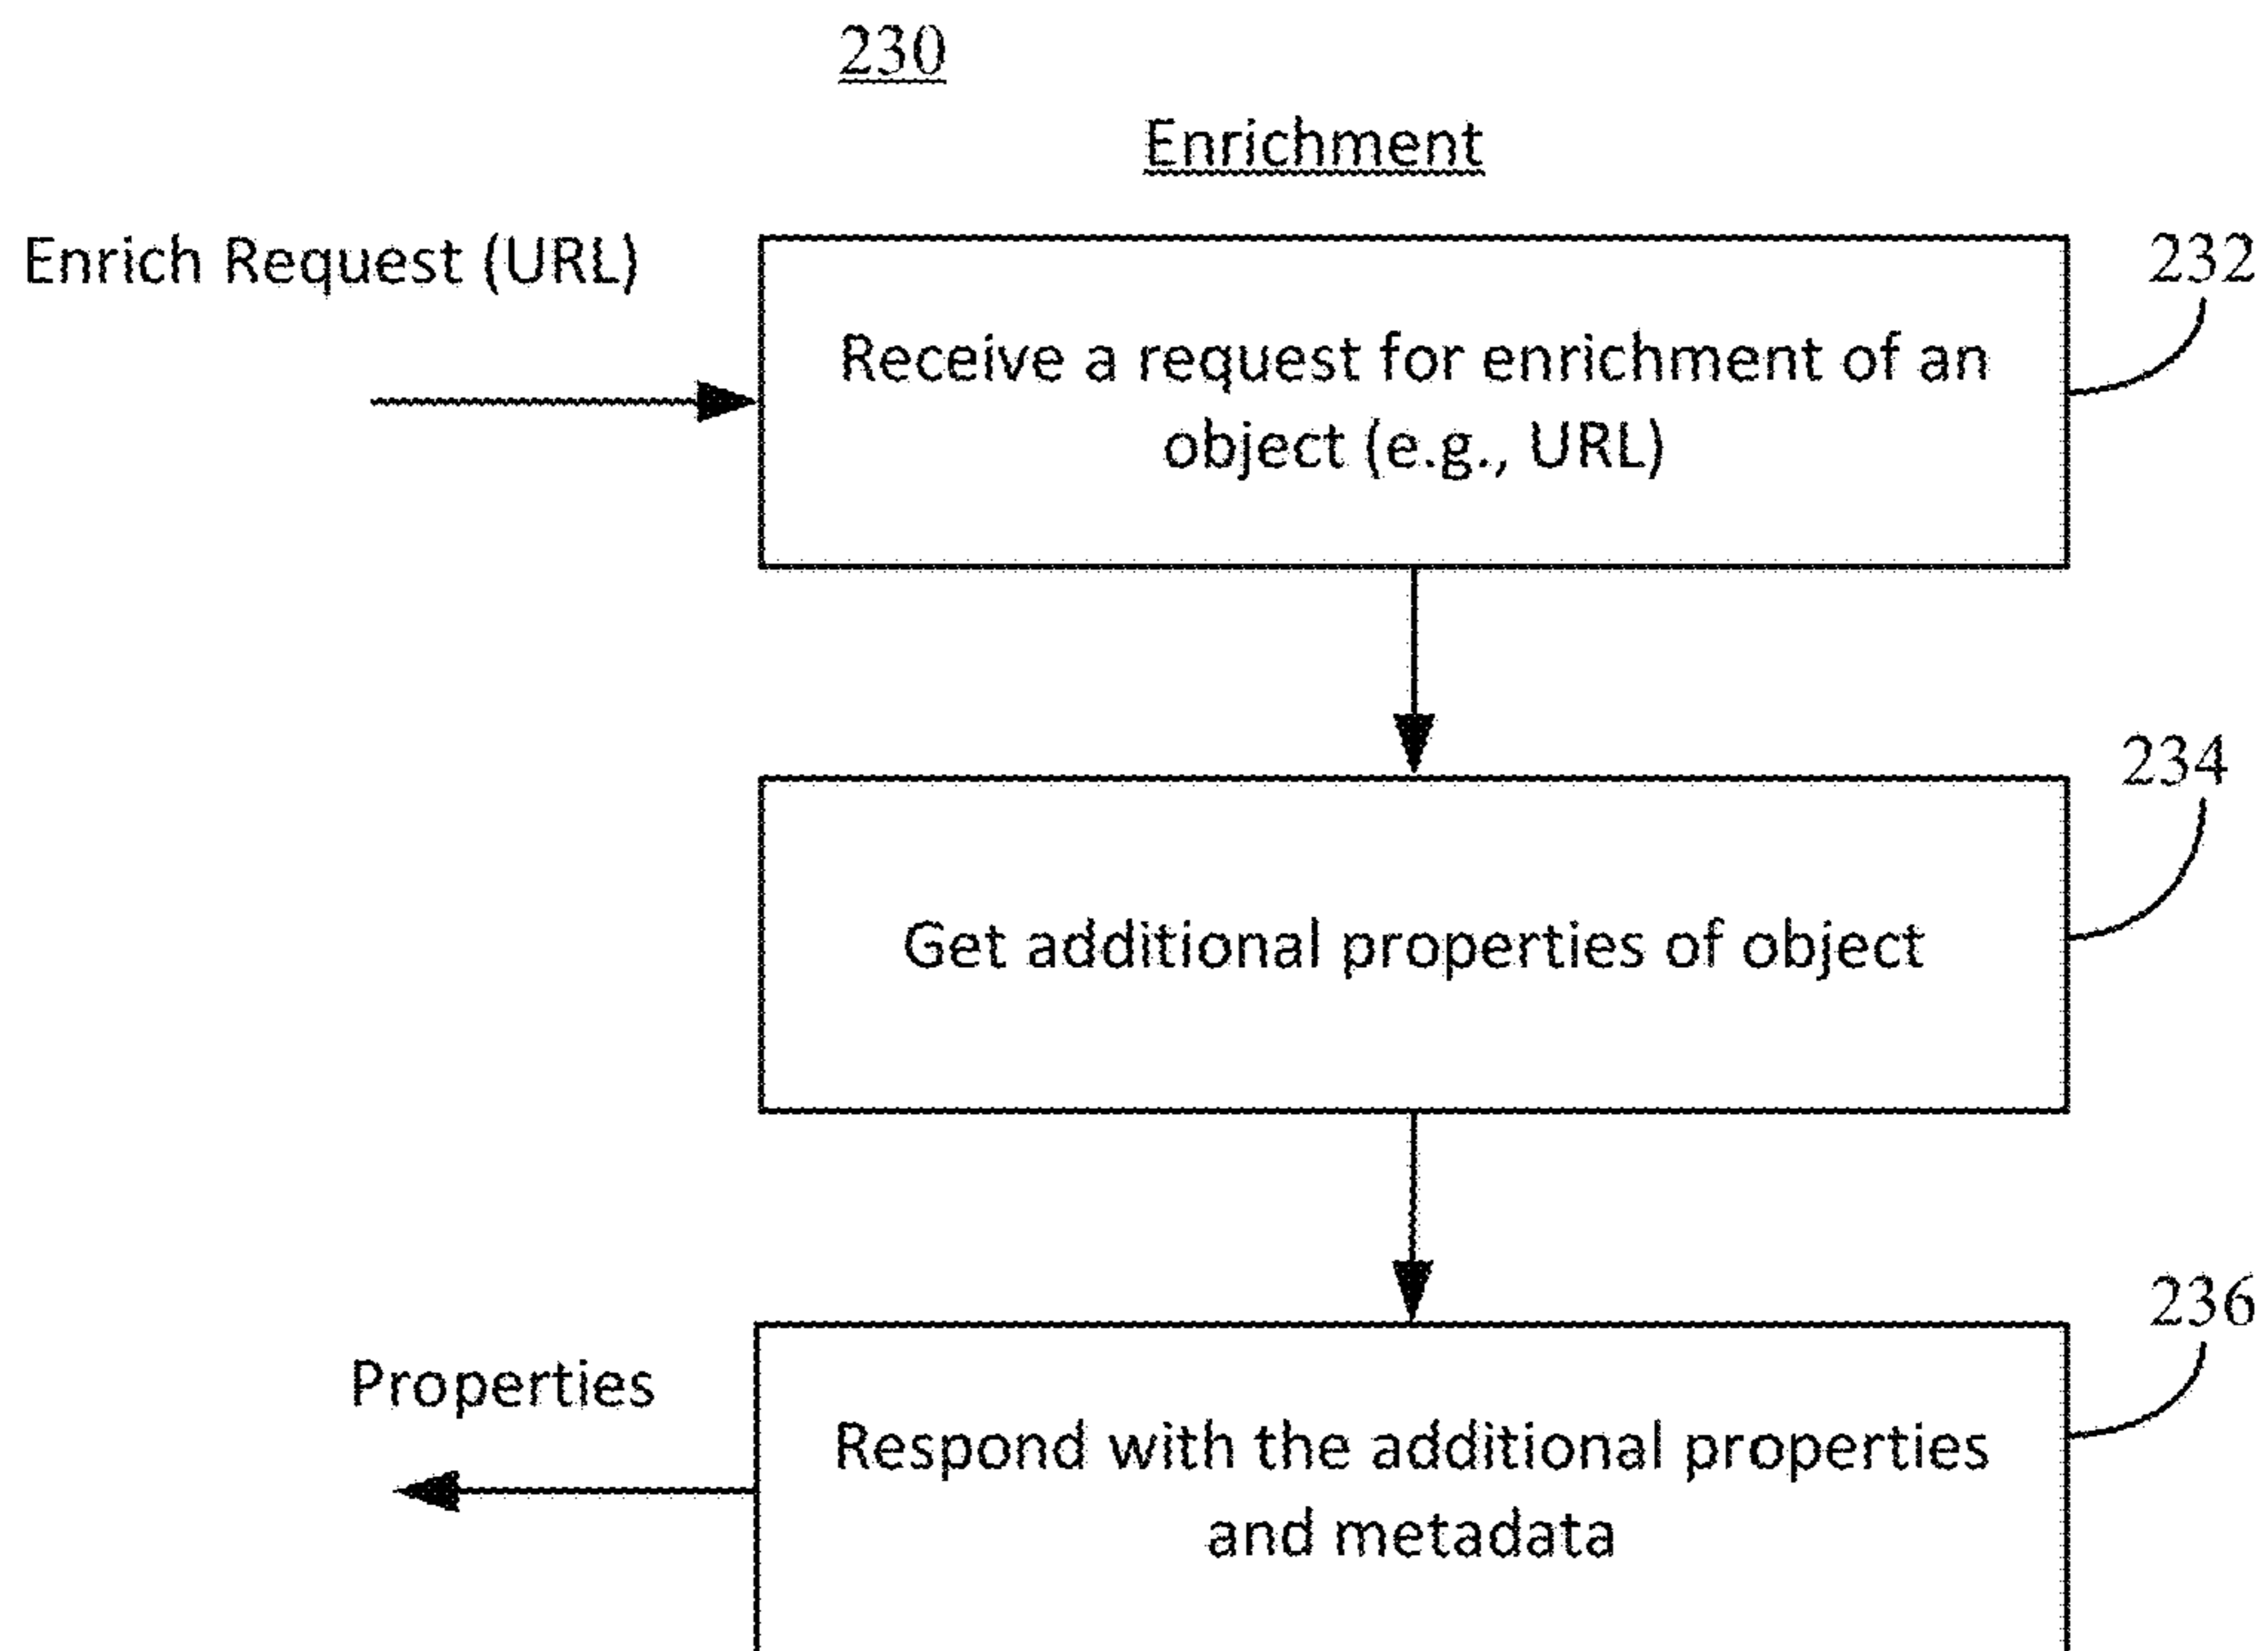 230
Enrichment
Enrich Request (URL)
232
Receive a request for enrichment of an
object (e.g., URL)
234
Get additional properties of object
236
Properties
Respond with the additional properties
and metadata